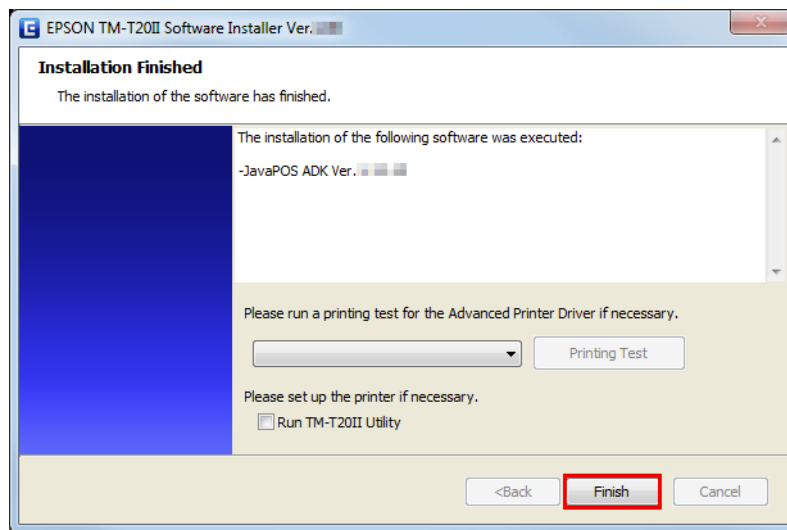 EPSON TM-T20II Software Installer Ver.
Installation Finished
The installation of the software has finished.
The installation of the following software was executed:
-JavaPOS ADK Ver.
Please run a printing test for the Advanced Printer Driver if necessary.
Printing Test
Please set up the printer if necessary.
Run TM-T20II Utility
<Back
Finish
Cancel